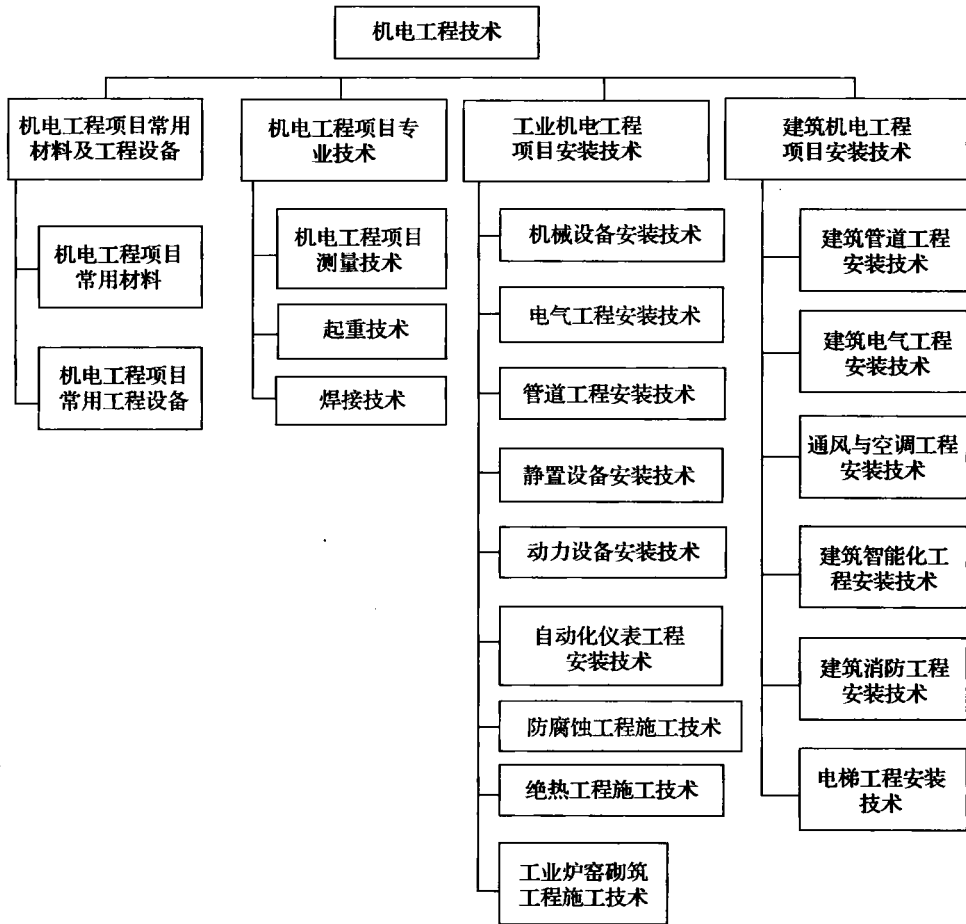 机电工程技术
机电工程项目常用
材料及工程设备
机电工程项目
常用材料
机电工程项目
常用工程设备
机电工程项目专
业技术
机电工程项目
测量技术
起重技术
焊接技术
工业机电工程
项目安装技术
机械设备安装技术
电气工程安装技术
管道工程安装技术
静置设备安装技术
动力设备安装技术
自动化仪表工程
安装技术
防腐蚀工程施工技术
绝热工程施工技术
工业炉窑砌筑
工程施工技术
建筑机电工程
项目安装技术
建筑管道工程
安装技术
建筑电气工程
安装技术
通风与空调工程
安装技术
建筑智能化工
程安装技术
建筑消防工程
安装技术
电梯工程安装
技术